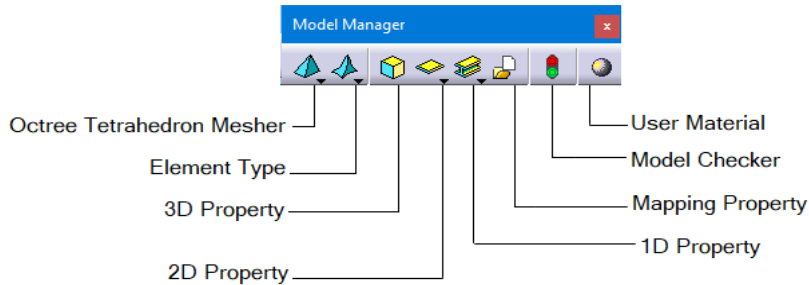 Model Manager
x
Octree Tetrahedron Mesher
Element Type
3D Property
2D Property
User Material
Model Checker
Mapping Property
1D Property